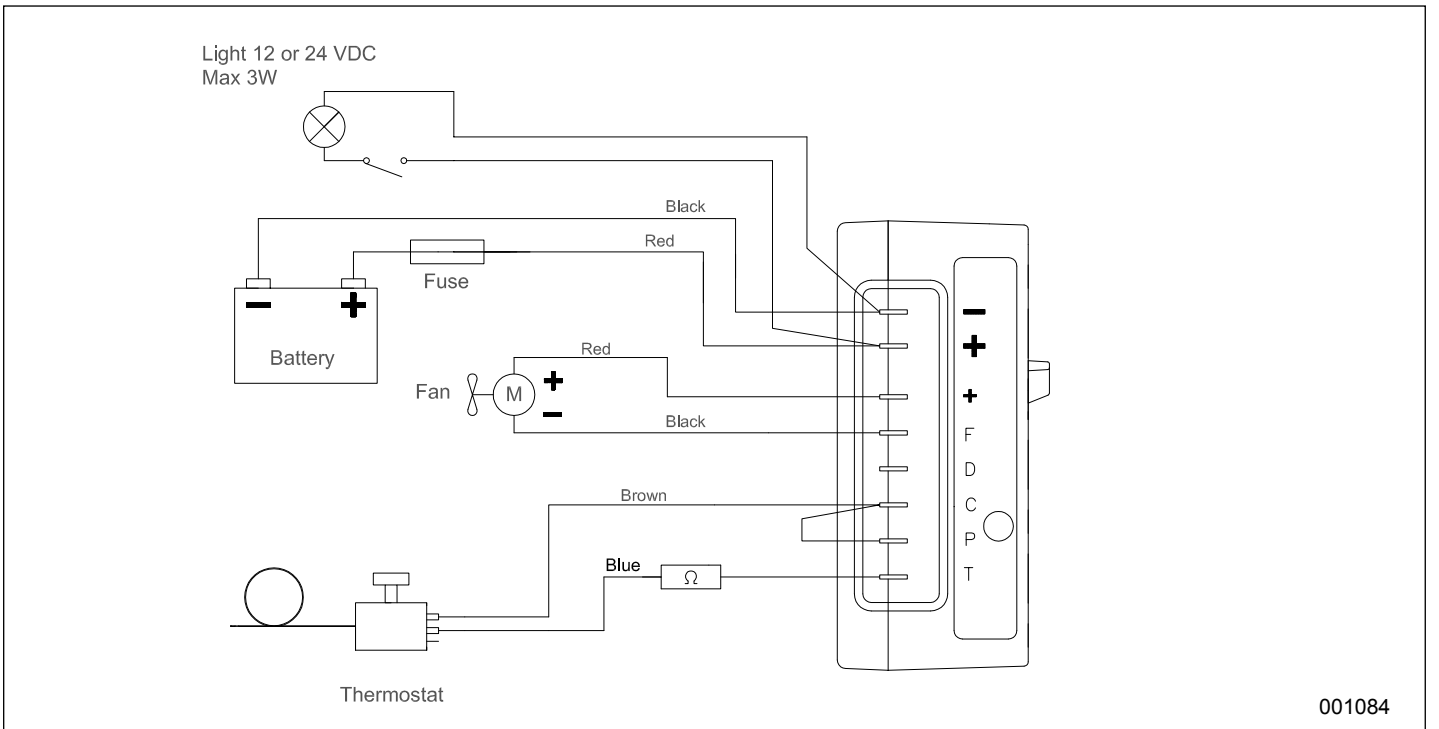 Light 12 or 24 VDC
Max 3W
Black
Red
Fuse
− +
Battery
Red
Fan
M
+
−
Black
Brown
Blue
Ω
Thermostat
−
+
+
F
D
C
P
T
001084